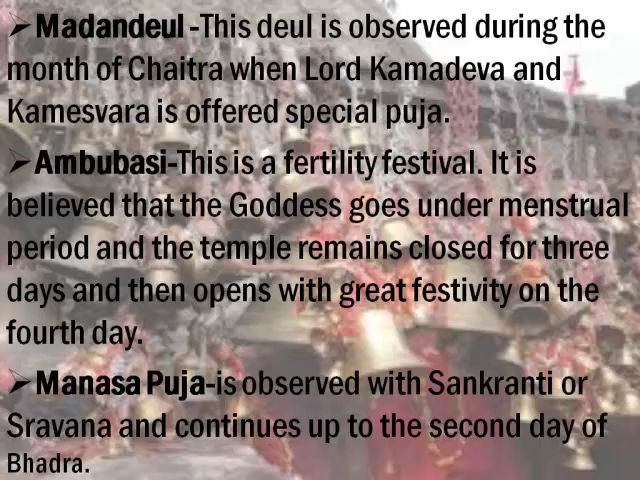 ➢Madandeul -This deul is observed during the
month of Chaitra when Lord Kamadeva and
Kamesvara is offered special puja.
➢Ambubasi-This is a fertility festival. It is
believed that the Goddess goes under menstrual
period and the temple remains closed for three
days and then opens with great festivity on the
fourth day.
➢Manasa Puja-is observed with Sankranti or
Sravana and continues up to the second day of
Bhadra.